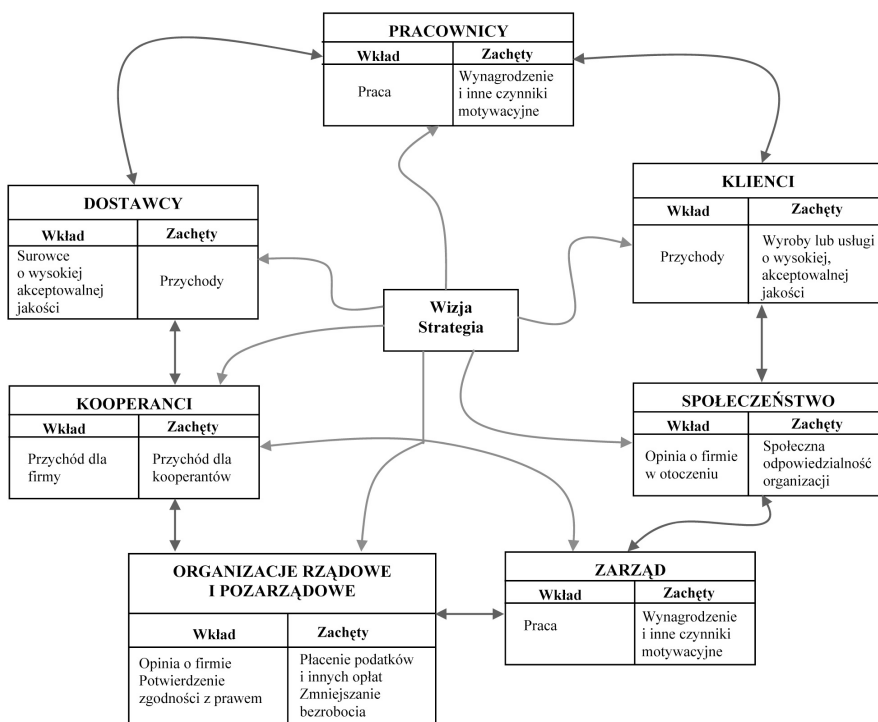 PRACOWNICY
Wkład
Zachęty
Praca
Wynagrodzenie
i inne czynniki
motywacyjne
DOSTAWCY
Wkład
Zachęty
Surowce
o wysokiej
akceptowalnej
jakości
Przychody
KLIENCI
Wkład
Zachęty
Przychody
Wyroby lub usługi
o wysokiej,
akceptowalnej
jakości
Wizja
Strategia
KOOPERANCI
Wkład
Zachęty
Przychód dla
firmy
Przychód dla
kooperantów
SPOŁECZEŃSTWO
Wkład
Zachęty
Opinia o firmie
w otoczeniu
Społeczna
odpowiedzialność
organizacji
ORGANIZACJE RZĄDOWE
I POZARZĄDOWE
Wkład
Zachęty
Opinia o firmie
Potwierdzenie
zgodności z prawem
Płacenie podatków
i innych opłat
Zmniejszanie
bezrobocia
ZARZĄD
Wkład
Zachęty
Praca
Wynagrodzenie
i inne czynniki
motywacyjne